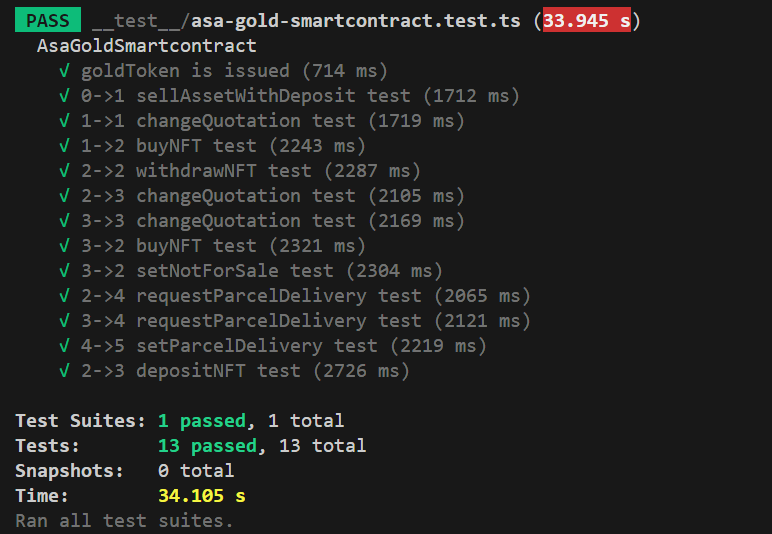 PASS __test__/asa-gold-smartcontract.test.ts (33.945 s)
AsaGoldSmartcontract
√ goldToken is issued (714 ms)
√ 0->1 sellAssetWithDeposit test (1712 ms)
√ 1->1 changeQuotation test (1719 ms)
√ 1->2 buyNFT test (2243 ms)
√ 2->2 withdrawNFT test (2287 ms)
√ 2->3 changeQuotation test (2105 ms)
√ 3->3 changeQuotation test (2169 ms)
√ 3->2 buyNFT test (2321 ms)
√ 3->2 setNotForSale test (2304 ms)
√ 2->4 requestParcelDelivery test (2065 ms)
√ 3->4 requestParcelDelivery test (2121 ms)
√ 4->5 setParcelDelivery test (2219 ms)
√ 2->3 depositNFT test (2726 ms)
Test Suites: 1 passed, 1 total
Tests: 13 passed, 13 total
Snapshots: 0 total
Time: 34.105 s
Ran all test suites.